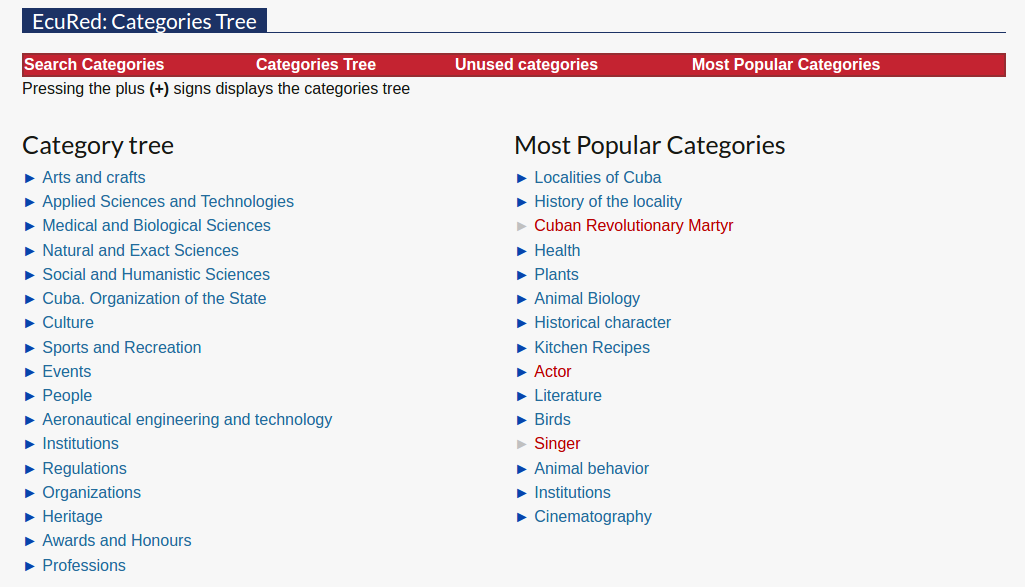 EcuRed: Categories Tree
Search Categories Categories Tree Unused categories Most Popular Categories
Pressing the plus (+) signs displays the categories tree
Category tree
► Arts and crafts
► Applied Sciences and Technologies
► Medical and Biological Sciences
► Natural and Exact Sciences
► Social and Humanistic Sciences
► Cuba. Organization of the State
► Culture
► Sports and Recreation
► Events
► People
► Aeronautical engineering and technology
► Institutions
► Regulations
► Organizations
► Heritage
► Awards and Honours
► Professions
Most Popular Categories
► Localities of Cuba
► History of the locality
► Cuban Revolutionary Martyr
► Health
► Plants
► Animal Biology
► Historical character
► Kitchen Recipes
► Actor
► Literature
► Birds
► Singer
► Animal behavior
► Institutions
► Cinematography